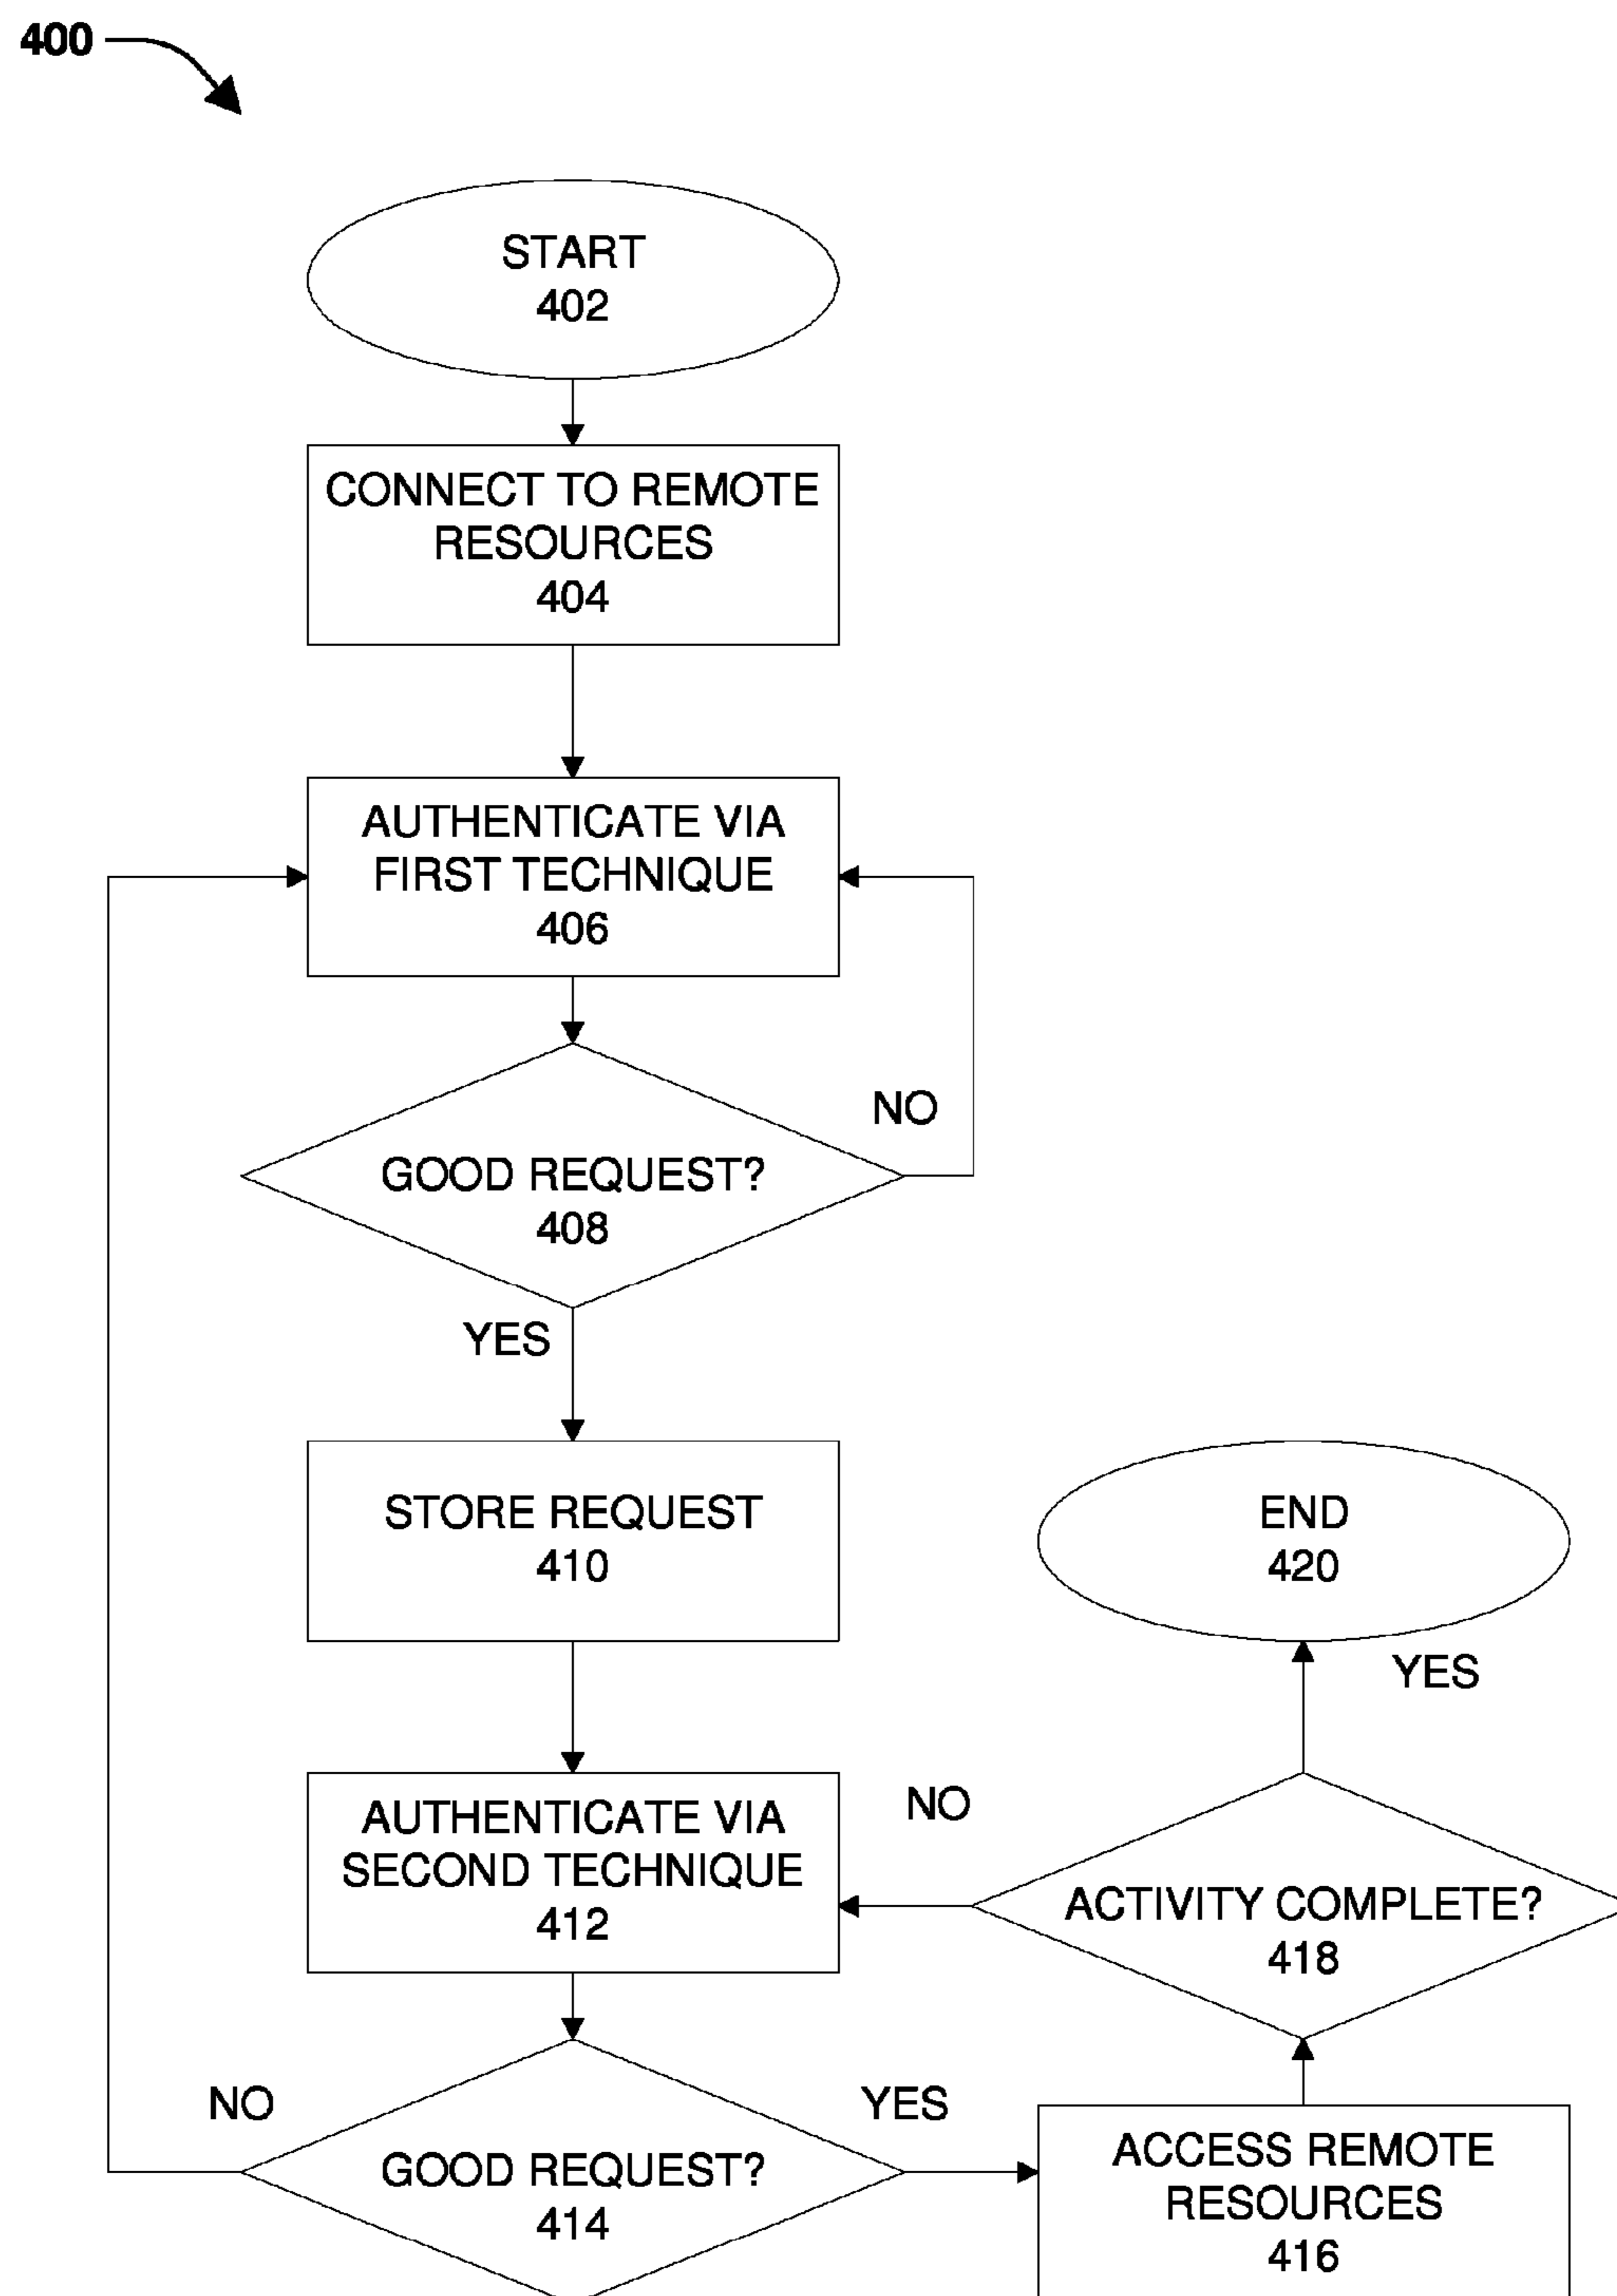 400
START
402
CONNECT TO REMOTE
RESOURCES
404
AUTHENTICATE VIA
FIRST TECHNIQUE
406
NO
GOOD REQUEST?
408
YES
STORE REQUEST
410
END
420
YES
NO
AUTHENTICATE VIA
SECOND TECHNIQUE
412
ACTIVITY COMPLETE?
418
NO
YES
GOOD REQUEST?
414
ACCESS REMOTE
RESOURCES
416